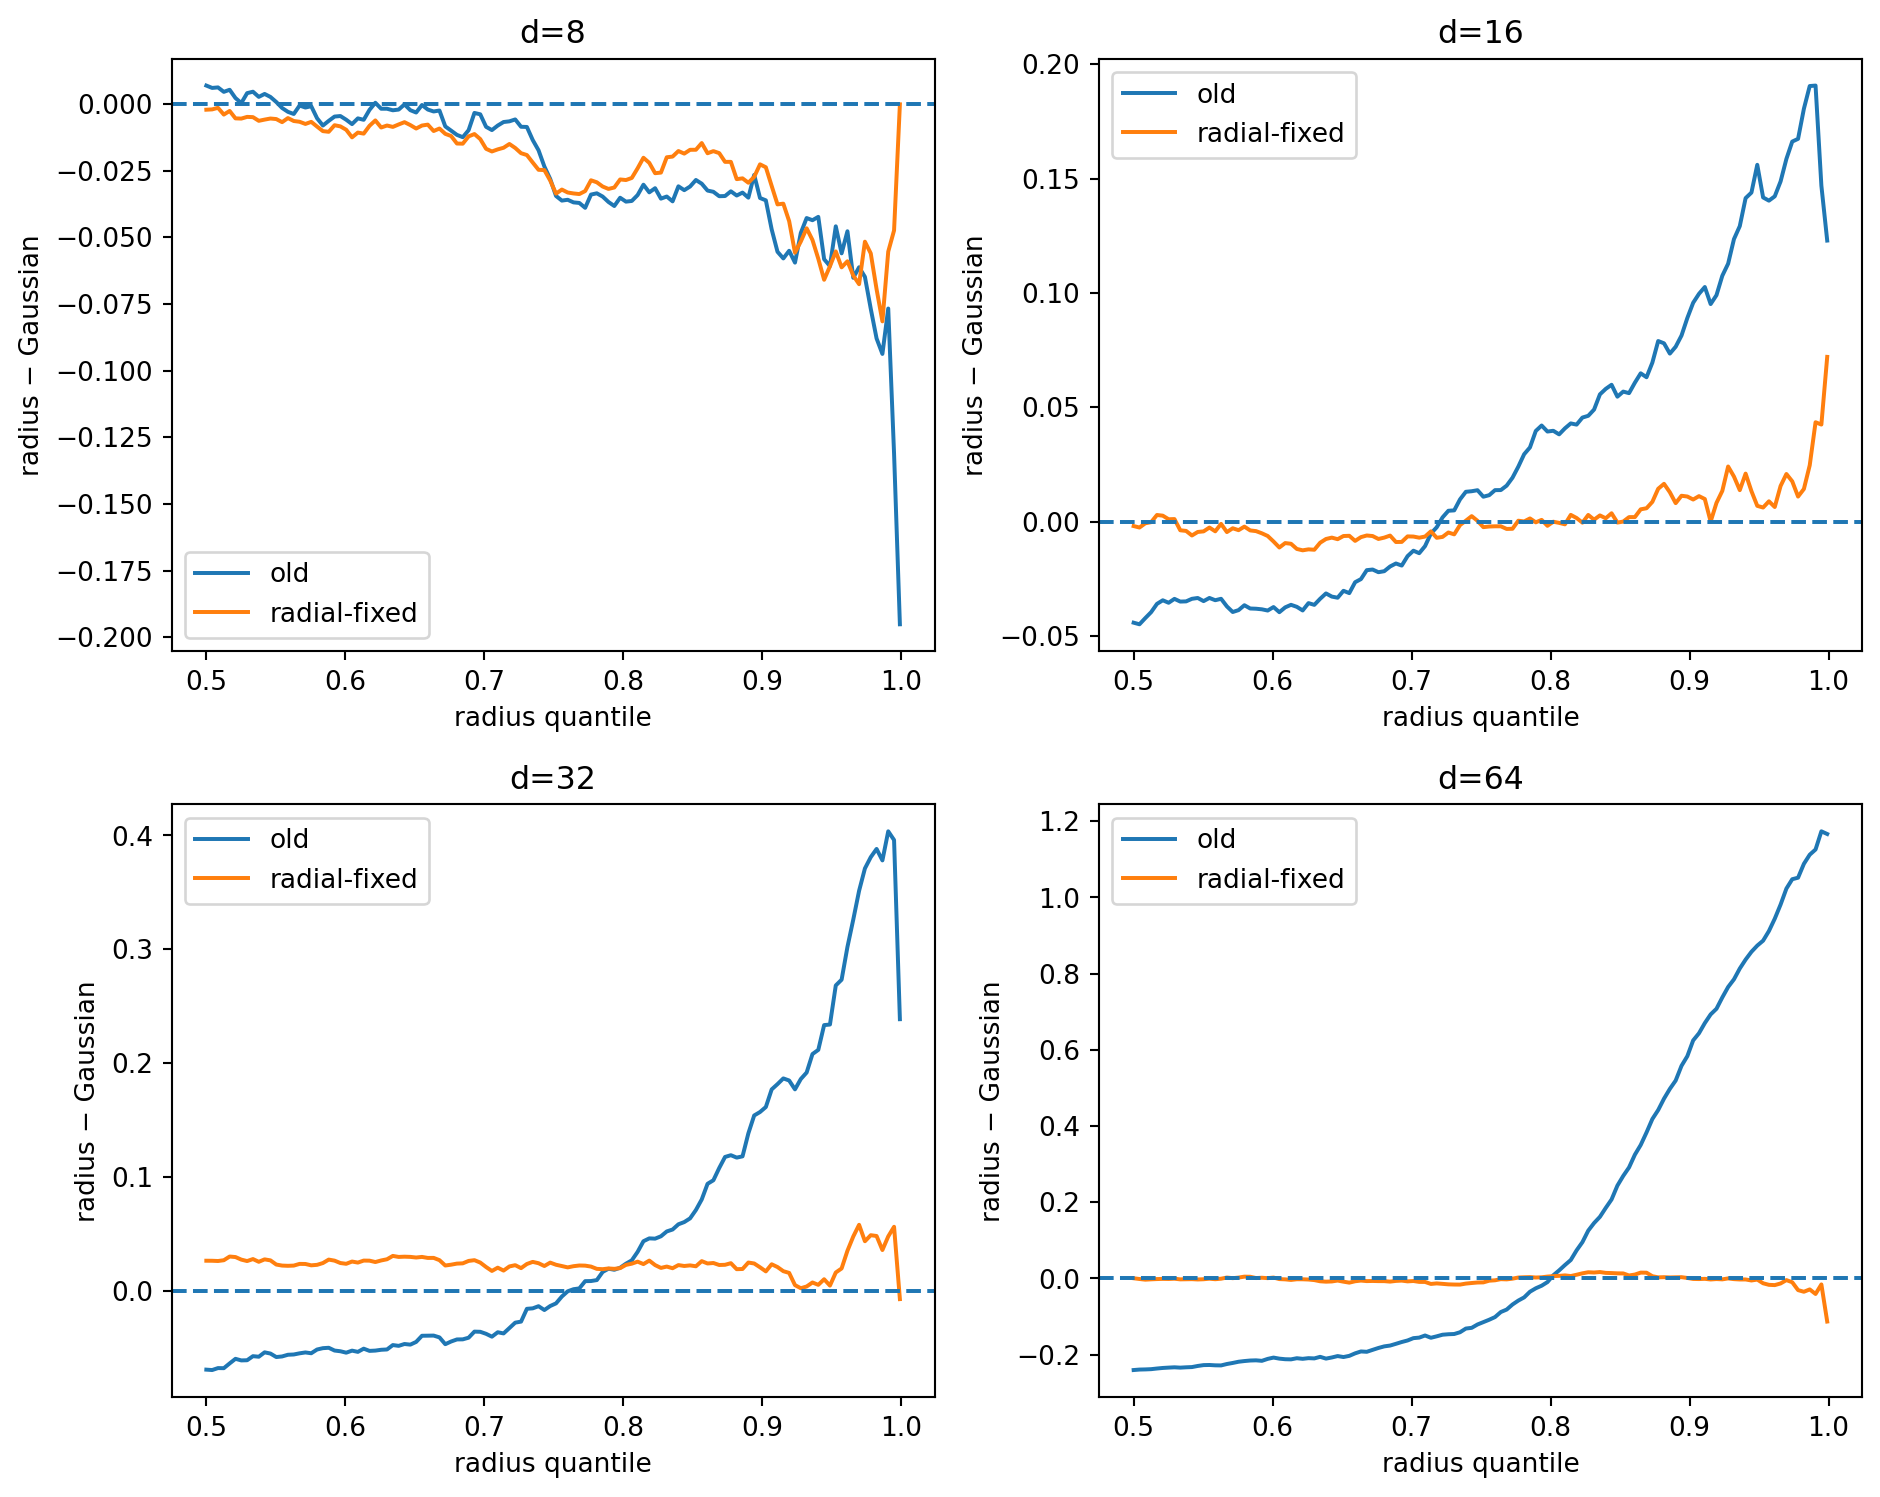 d=8
0.000
−0.025
−0.050
−0.075
−0.100
−0.125
−0.150
−0.175
−0.200
radius − Gaussian
old
radial-fixed
0.5 0.6 0.7 0.8 0.9 1.0
radius quantile
d=16
0.20
0.15
0.10
0.05
0.00
−0.05
radius − Gaussian
old
radial-fixed
0.5 0.6 0.7 0.8 0.9 1.0
radius quantile
d=32
0.4
0.3
0.2
0.1
0.0
radius − Gaussian
old
radial-fixed
0.5 0.6 0.7 0.8 0.9 1.0
radius quantile
d=64
1.2
1.0
0.8
0.6
0.4
0.2
0.0
−0.2
radius − Gaussian
old
radial-fixed
0.5 0.6 0.7 0.8 0.9 1.0
radius quantile